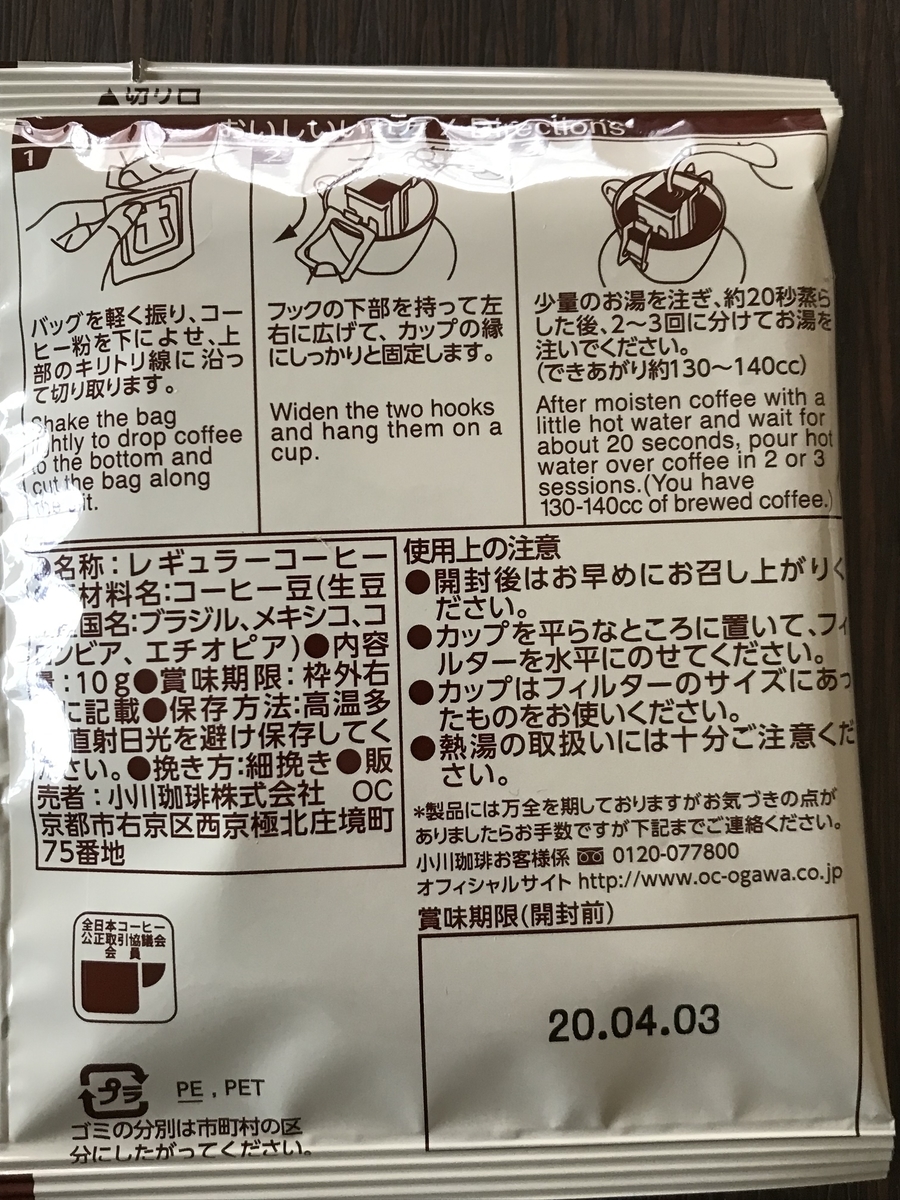 ▲切り口
Directions
1
2
バッグを軽く振り、コー
ヒー粉を下によせ、上
部のキリトリ線に沿っ
て切り取ります。
Shake the bag
lightly to drop coffee
to the bottom and
cut the bag along
フックの下部を持って左
右に広げて、カップの縁
にしっかりと固定します。
Widen the two hooks
and hang them on a
cup.
少量のお湯を注ぎ、約20秒蒸ら
した後、2〜3回に分けてお湯を
注いでください。
(できあがり約130〜140cc)
After moisten coffee with a
little hot water and wait for
about 20 seconds, pour hot
water over coffee in 2 or 3
sessions.(You have
130-140cc of brewed coffee.)
●名称:レギュラーコーヒー
材料名:コーヒー豆(生豆
国名:ブラジル、メキシコ、コ
ンビア、エチオピア)●内容
:10g●賞味期限:枠外右
に記載●保存方法:高温多
直射日光を避け保存してく
ださい。●挽き方:細挽き●販
売者:小川珈琲株式会社 OC
京都市右京区西京極北庄境町
75番地
使用上の注意
●開封後はお早めにお召し上がりく
ださい。
●カップを平らなところに置いて、フィ
ルターを水平にのせてください。
●カップはフィルターのサイズにあっ
たものをお使いください。
●熱湯の取扱いには十分ご注意くだ
さい。
*製品には万全を期しておりますがお気づきの点が
ありましたらお手数ですが下記までご連絡ください。
小川珈琲お客様係 0120-077800
オフィシャルサイト http://www.oc-ogawa.co.jp
賞味期限(開封前)
20.04.03
全日本コーヒー
公正取引協議会
会員
プラ
PE , PET
ゴミの分別は市町村の区
分にしたがってください。